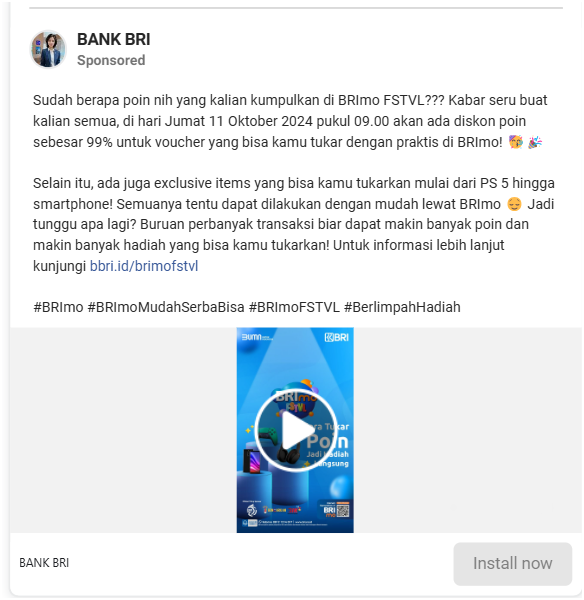 BANK BRI
Sponsored
Sudah berapa poin nih yang kalian kumpulkan di BRImo FSTVL??? Kabar seru buat
kalian semua, di hari Jumat 11 Oktober 2024 pukul 09.00 akan ada diskon poin
sebesar 99% untuk voucher yang bisa kamu tukar dengan praktis di BRImo! 🥳 🎉
Selain itu, ada juga exclusive items yang bisa kamu tukarkan mulai dari PS 5 hingga
smartphone! Semuanya tentu dapat dilakukan dengan mudah lewat BRImo 😌 Jadi
tunggu apa lagi? Buruan perbanyak transaksi biar dapat makin banyak poin dan
makin banyak hadiah yang bisa kamu tukarkan! Untuk informasi lebih lanjut
kunjungi bbri.id/brimofstvl
#BRImo #BRImoMudahSerbaBisa #BRImoFSTVL #BerlimpahHadiah
BUMN
BRI
BRImo
FSTVL
Tukar
Poin
Jadi Hadiah
Langsung
BRI
mo
BANK BRI
Install now